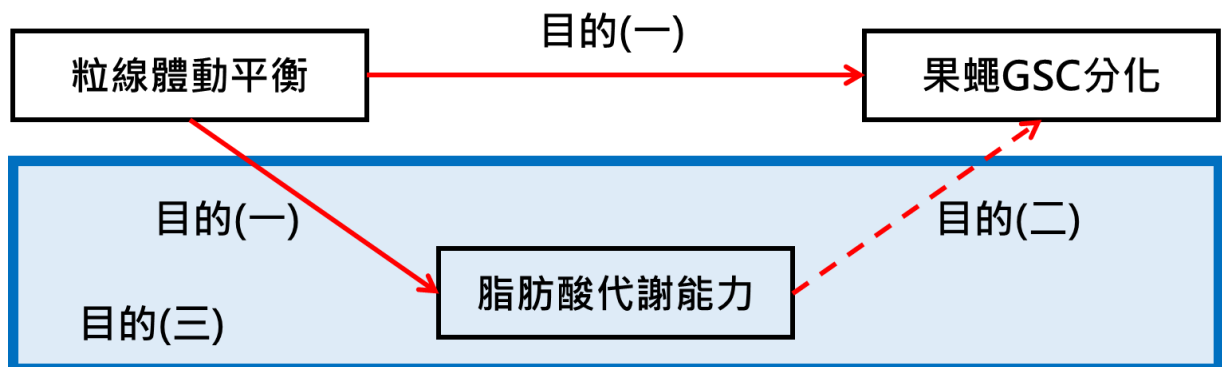 目的(一)
粒線體動平衡
果蠅GSC分化
目的(一)
目的(二)
脂肪酸代謝能力
目的(三)